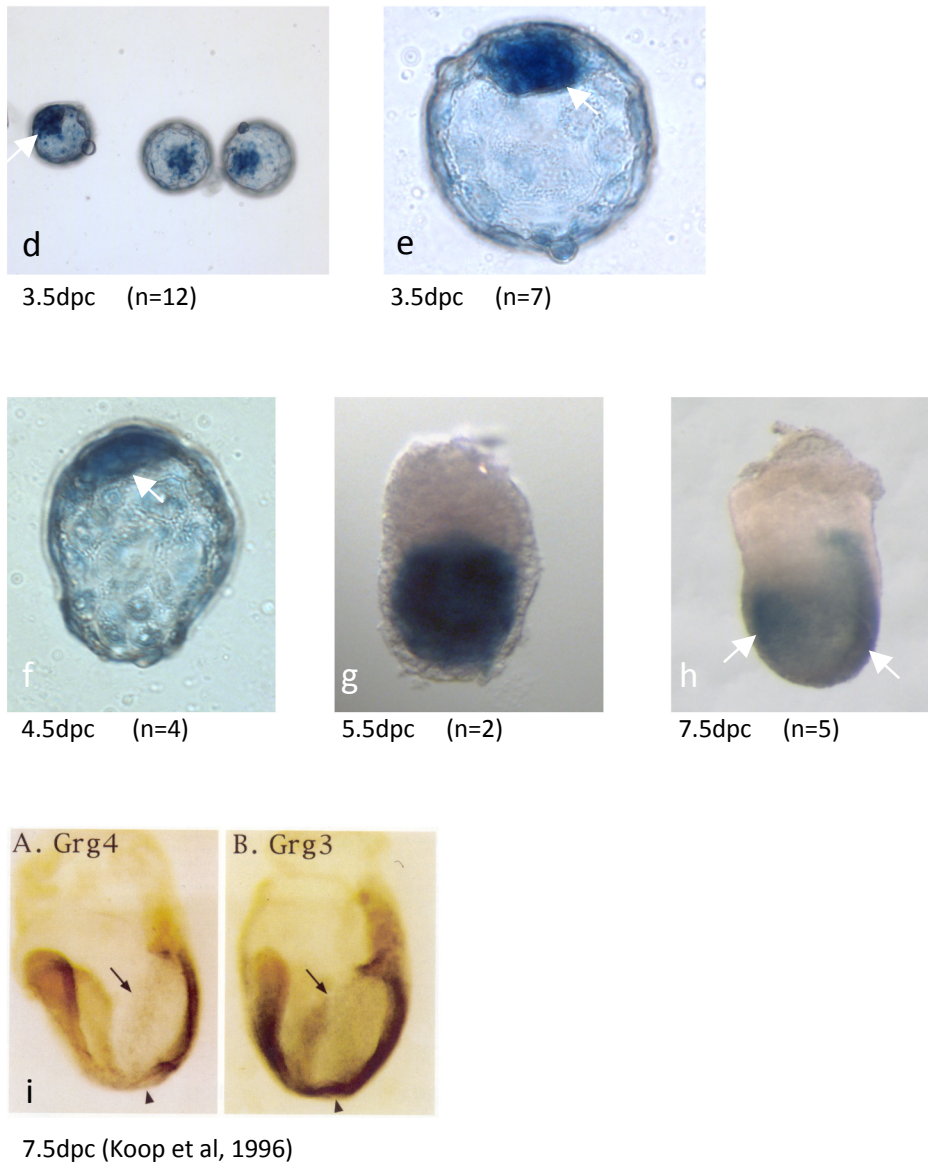 d
e
3.5dpc (n=12)
3.5dpc (n=7)
f
g
h
4.5dpc (n=4)
5.5dpc (n=2)
7.5dpc (n=5)
A. Grg4
B. Grg3
i
7.5dpc (Koop et al, 1996)